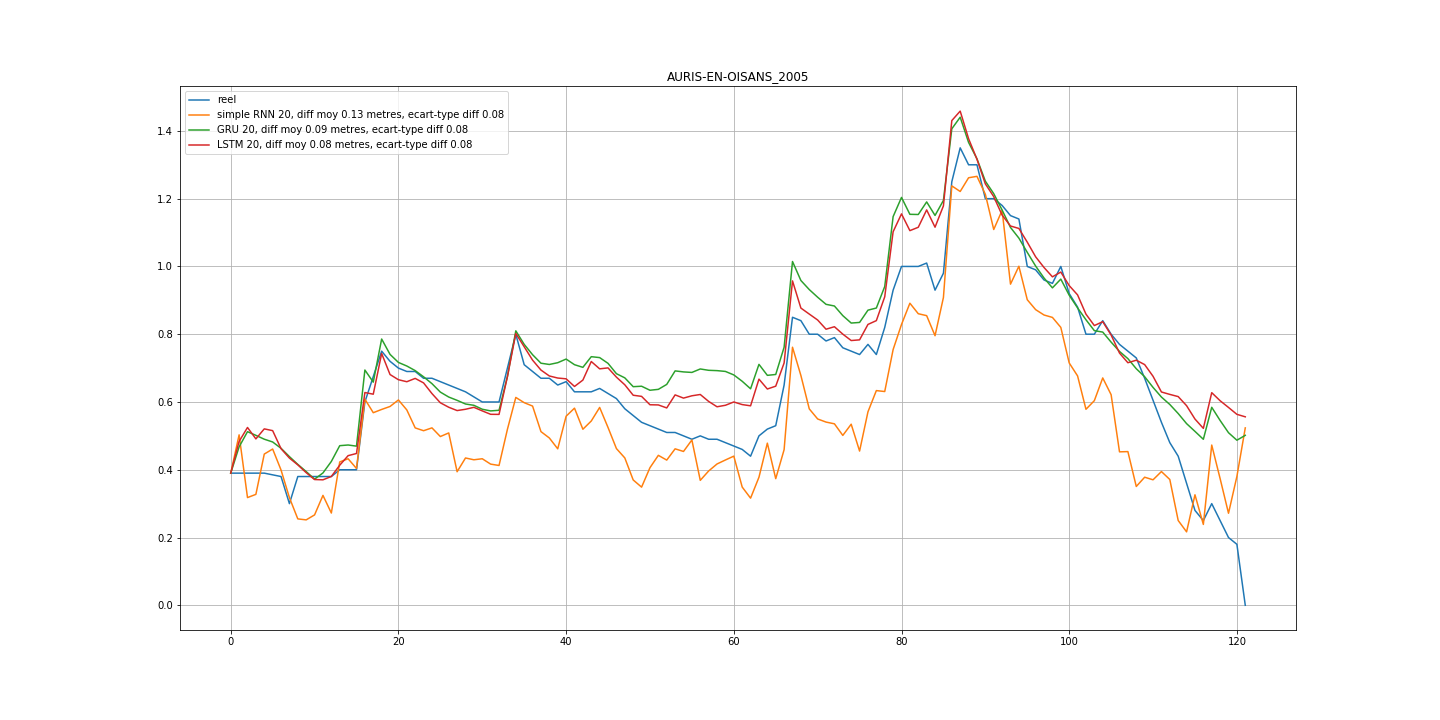 AURIS-EN-OISANS_2005
reel
simple RNN 20, diff moy 0.13 metres, ecart-type diff 0.08
GRU 20, diff moy 0.09 metres, ecart-type diff 0.08
LSTM 20, diff moy 0.08 metres, ecart-type diff 0.08
1.4
1.2
1.0
0.8
0.6
0.4
0.2
0.0
0 20 40 60 80 100 120